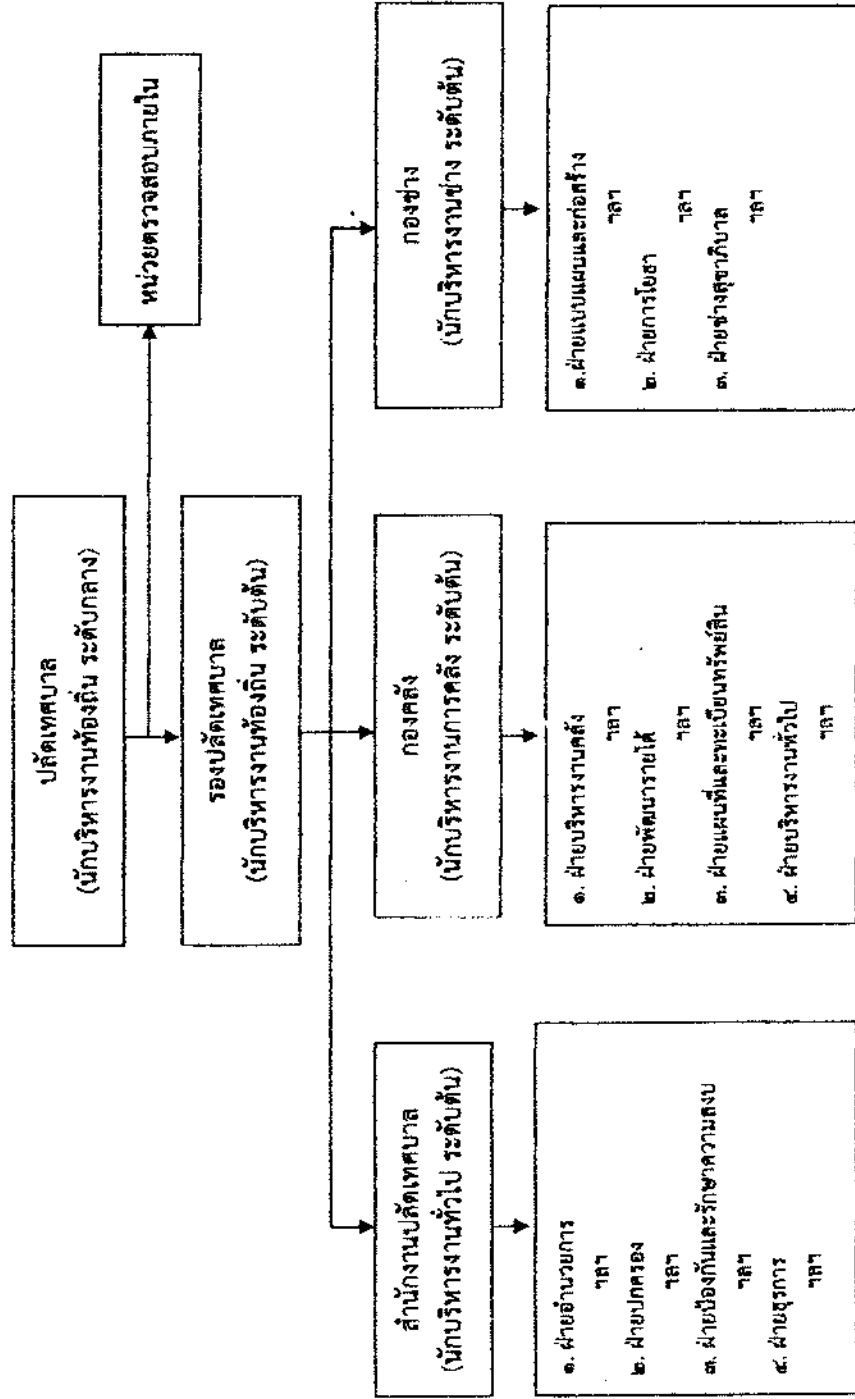 ปลัดเทศบาล
(นักบริหารงานท้องถิ่น ระดับกลาง)
หน่วยตรวจสอบภายใน
รองปลัดเทศบาล
(นักบริหารงานท้องถิ่น ระดับต้น)
สำนักงานปลัดเทศบาล
(นักบริหารงานทั่วไป ระดับต้น)
๑. ฝ่ายอำนวยการ
ฯลฯ
๒. ฝ่ายปกครอง
ฯลฯ
๓. ฝ่ายป้องกันและรักษาความสงบ
ฯลฯ
๔. ฝ่ายธุรการ
ฯลฯ
กองคลัง
(นักบริหารงานการคลัง ระดับต้น)
๑. ฝ่ายบริหารงานคลัง
ฯลฯ
๒. ฝ่ายพัฒนารายได้
ฯลฯ
๓. ฝ่ายแผนที่และทะเบียนทรัพย์สิน
ฯลฯ
๔. ฝ่ายบริหารงานทั่วไป
ฯลฯ
กองช่าง
(นักบริหารงานช่าง ระดับต้น)
๑. ฝ่ายแบบแผนและก่อสร้าง
ฯลฯ
๒. ฝ่ายการโยธา
ฯลฯ
๓. ฝ่ายช่างสุขาภิบาล
ฯลฯ